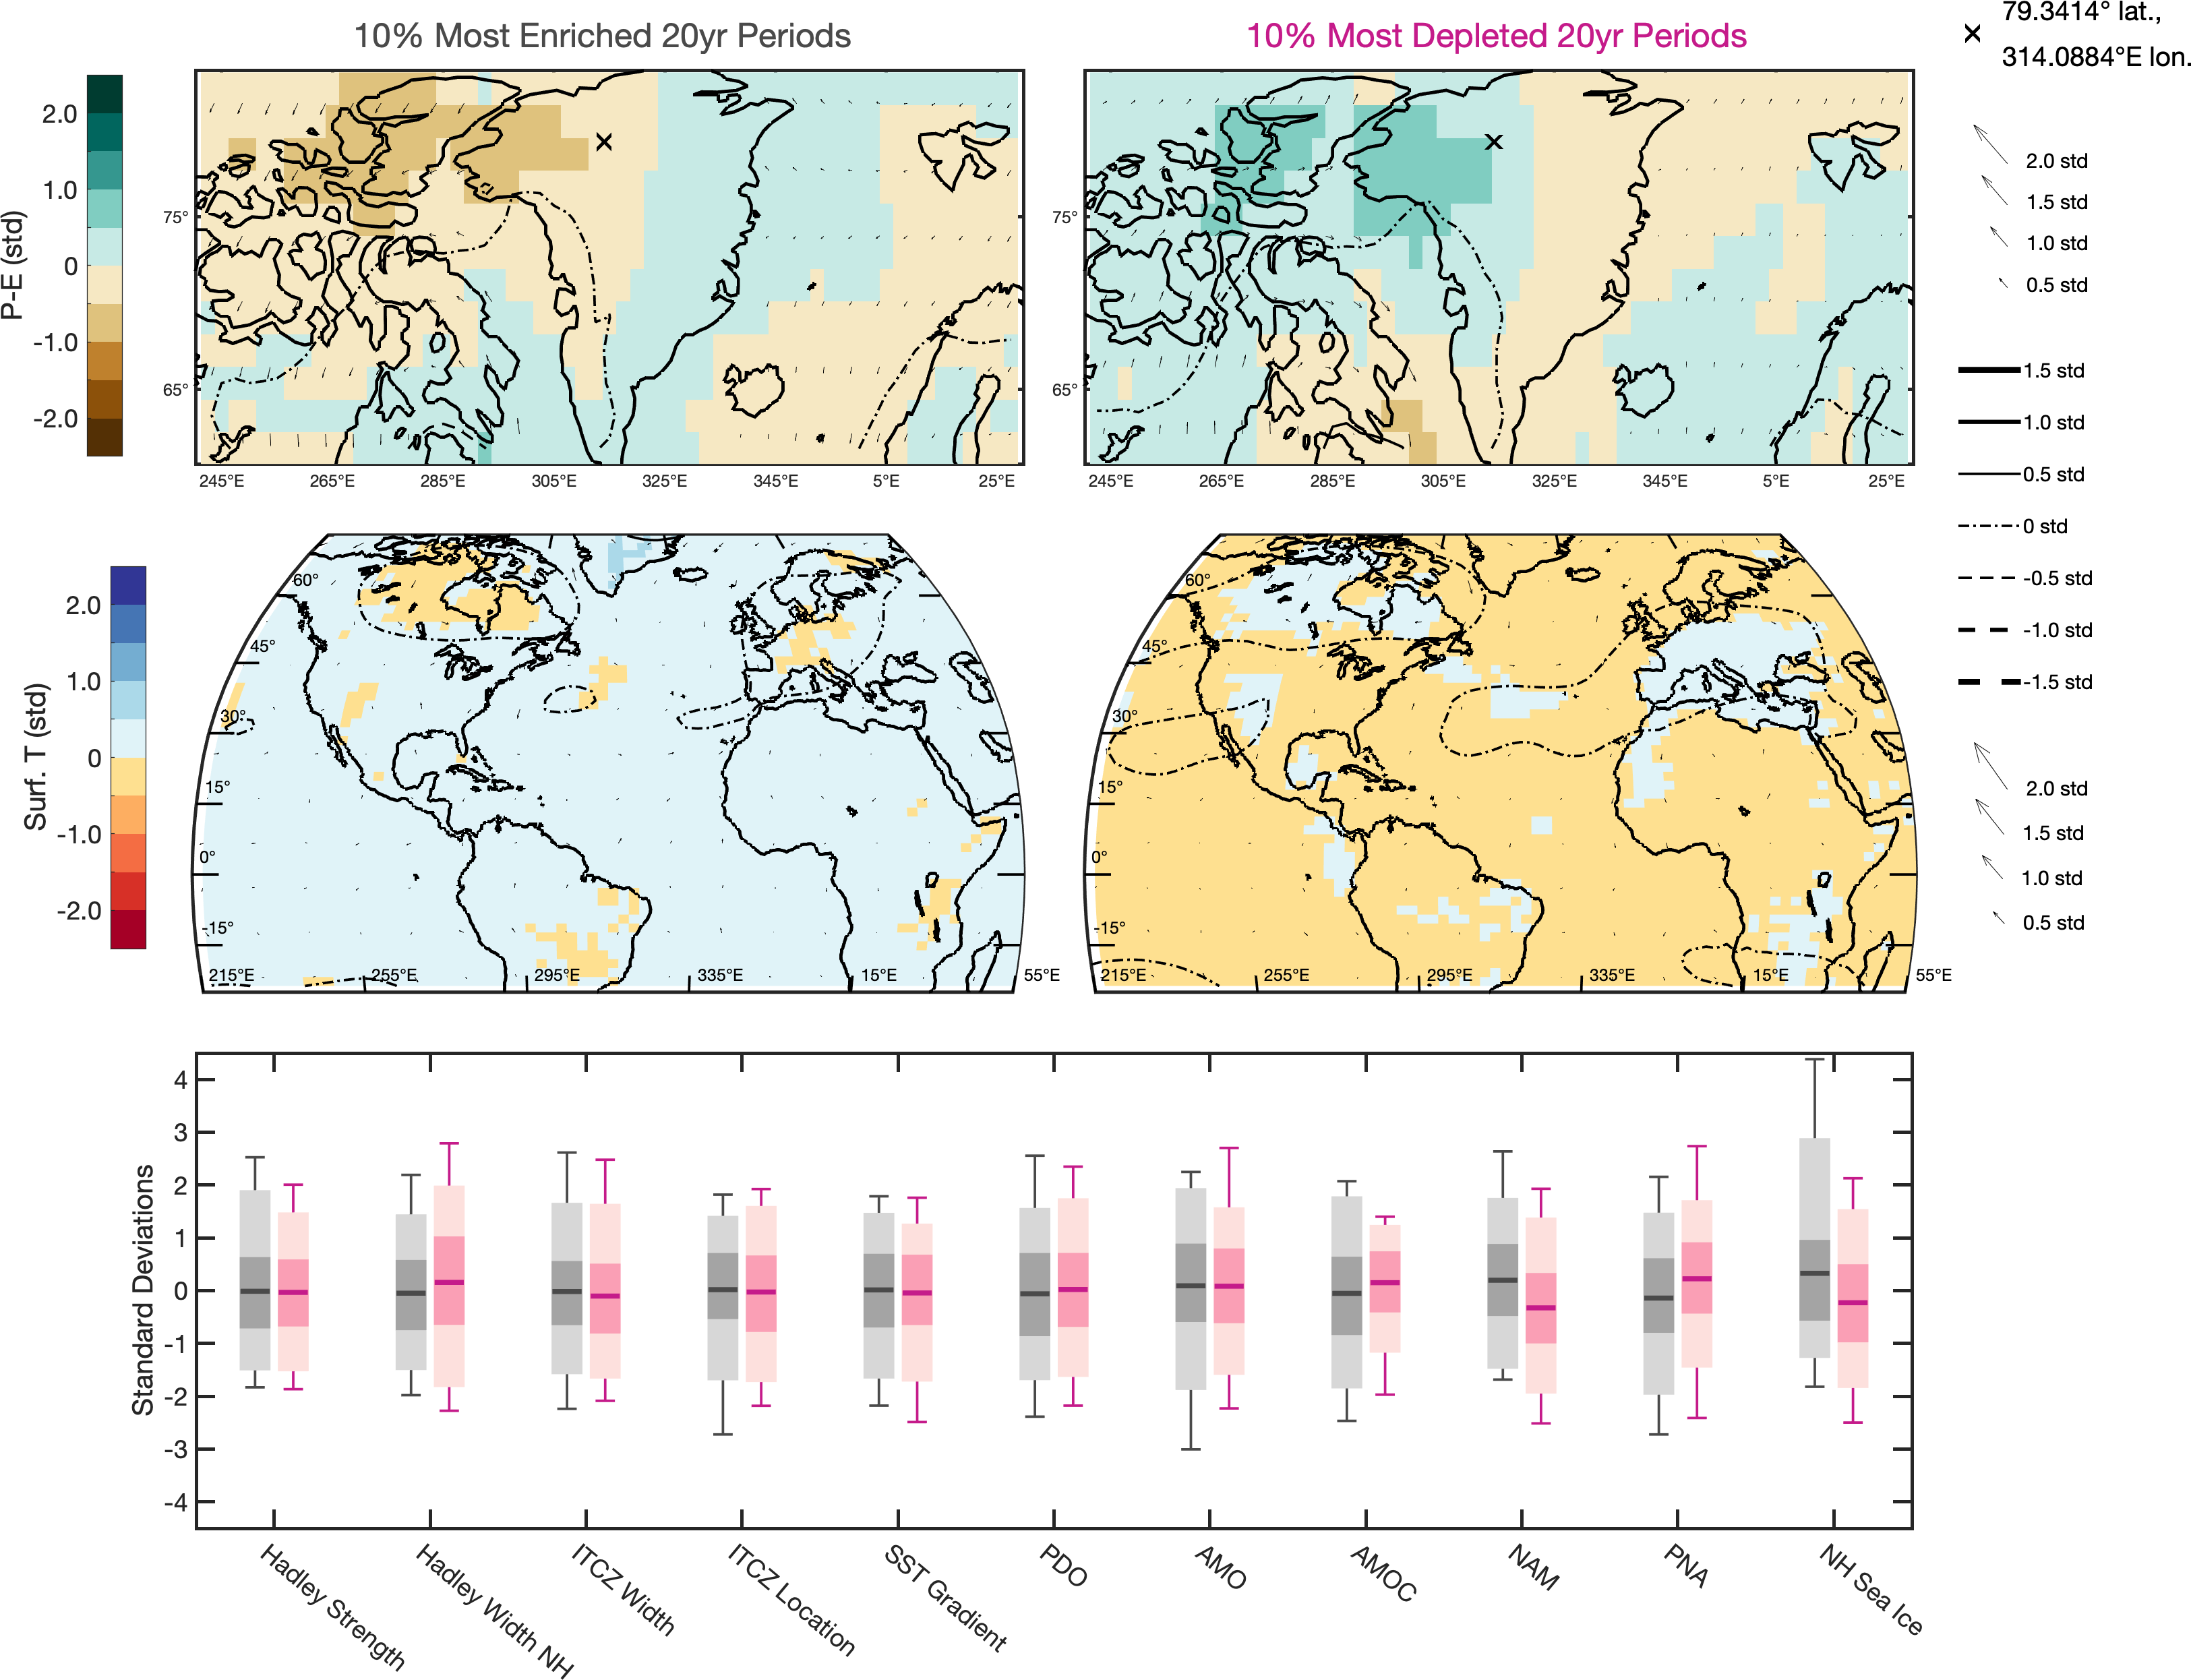 10% Most Enriched 20yr Periods
10% Most Depleted 20yr Periods
79.3414° lat.,
314.0884°E lon.
P-E (std)
2.0
1.0
0
-1.0
-2.0
75°
65°
245°E 265°E 285°E 305°E 325°E 345°E 5°E 25°E
75°
65°
245°E 265°E 285°E 305°E 325°E 345°E 5°E 25°E
2.0 std
1.5 std
1.0 std
0.5 std
1.5 std
1.0 std
0.5 std
0 std
-0.5 std
-1.0 std
-1.5 std
Surf. T (std)
2.0
1.0
0
-1.0
-2.0
60°
45°
30°
15°
0°
-15°
215°E 255°E 295°E 335°E 15°E 55°E
60°
45°
30°
15°
0°
-15°
215°E 255°E 295°E 335°E 15°E 55°E
2.0 std
1.5 std
1.0 std
0.5 std
Standard Deviations
4
3
2
1
0
-1
-2
-3
-4
Hadley Strength
Hadley Width NH
ITCZ Width
ITCZ Location
SST Gradient
PDO
AMO
AMOC
NAM
PNA
NH Sea Ice